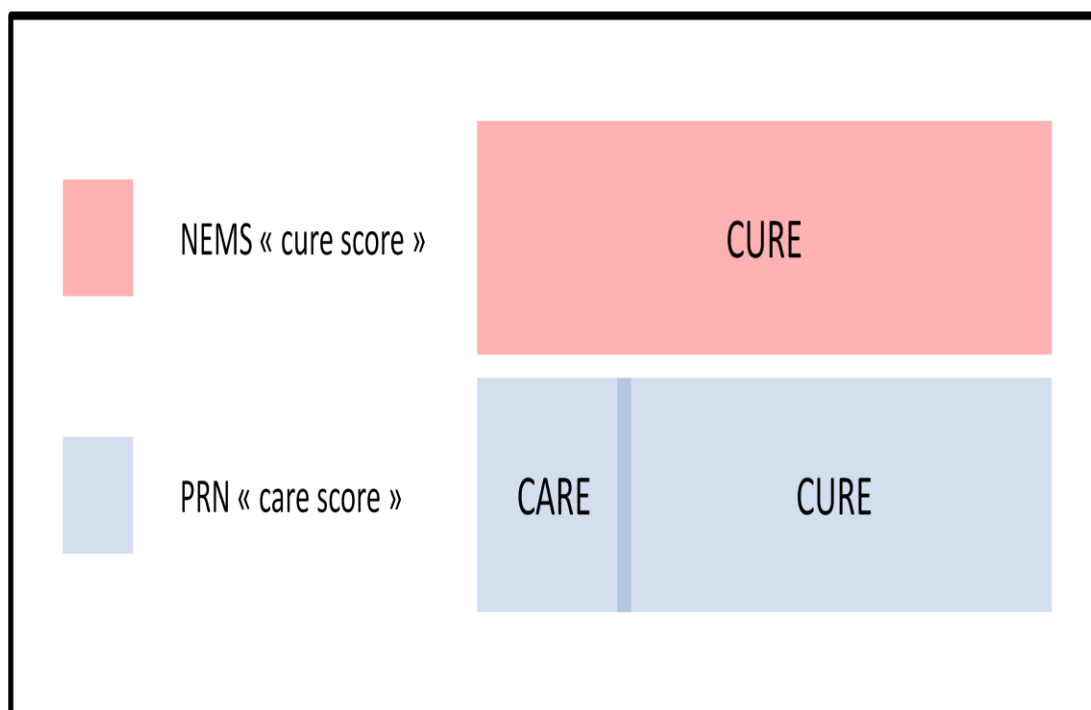 NEMS « cure score »
CURE
PRN « care score »
CARE
CURE